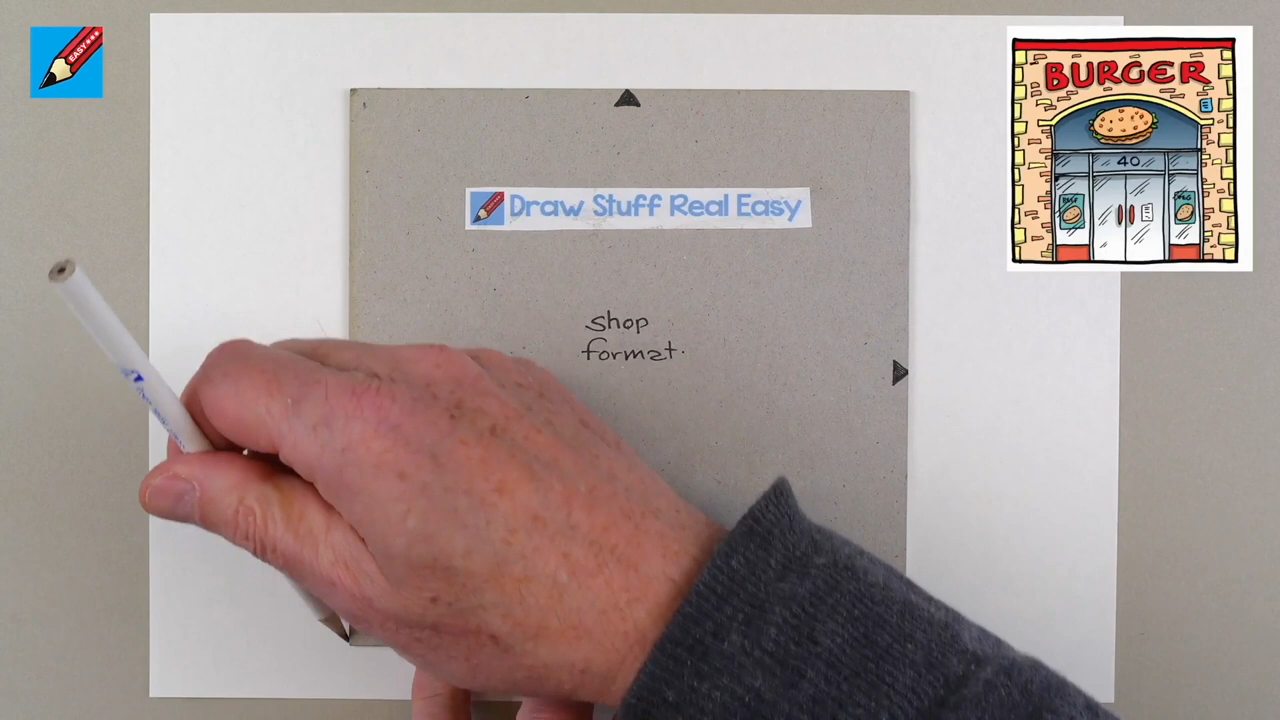 EASY
BURGER
40
Draw Stuff Real Easy
shop
format.